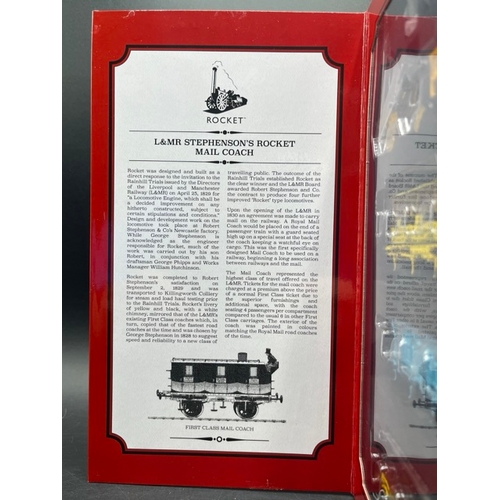 ROCKET™
L&MR STEPHENSON'S ROCKET
MAIL COACH
Rocket was designed and built as a
direct response to the invitation to the
Rainhill Trials issued by the Directors
of the Liverpool and Manchester
Railway (L&MR) on April 25, 1829 for
"a Locomotive Engine, which shall be
a decided improvement on any
hitherto constructed, subject to
certain stipulations and conditions."
Design and development work on the
locomotive took place at Robert
Stephenson & Co's Newcastle factory.
While George Stephenson is
acknowledged as the engineer
responsible for Rocket, much of the
work was carried out by his son
Robert, in conjunction with his
draftsman George Phipps and Works
Manager William Hutchinson.
Rocket was completed to Robert
Stephenson's satisfaction on
September 2, 1829 and was
transported to Killingworth Colliery
for steam and load haul testing prior
to the Rainhill Trials. Rocket's livery
of yellow and black, with a white
chimney, mirrored that of the L&MR's
existing First Class coaches which, in
turn, copied that of the fastest road
coaches at the time and was chosen by
George Stephenson in 1828 to suggest
speed and reliability to a new class of
travelling public. The outcome of the
Rainhill Trials established Rocket as
the clear winner and the L&MR Board
awarded Robert Stephenson and Co.
the contract to produce four further
improved 'Rocket' type locomotives.
Upon the opening of the L&MR in
1830 an agreement was made to carry
mail on the railway. A Royal Mail
Coach would be placed on the end of a
passenger train with a guard seated
high up on a special seat at the back of
the coach keeping a watchful eye on
cargo. This was the first specifically
designed Mail Coach to be used on a
railway, beginning a long association
between railways and the mail.
The Mail Coach represented the
highest class of travel offered on the
L&MR. Tickets for the mail coach were
charged at a premium above the price
of a normal First Class ticket due to
the superior furnishings and
additional space, with the coach
seating 4 passengers per compartment
compared to the usual 6 in other First
Class carriages. The exterior of the
coach was painted in colours
matching the Royal Mail road coaches
of the time.
FIRST CLASS MAIL COACH